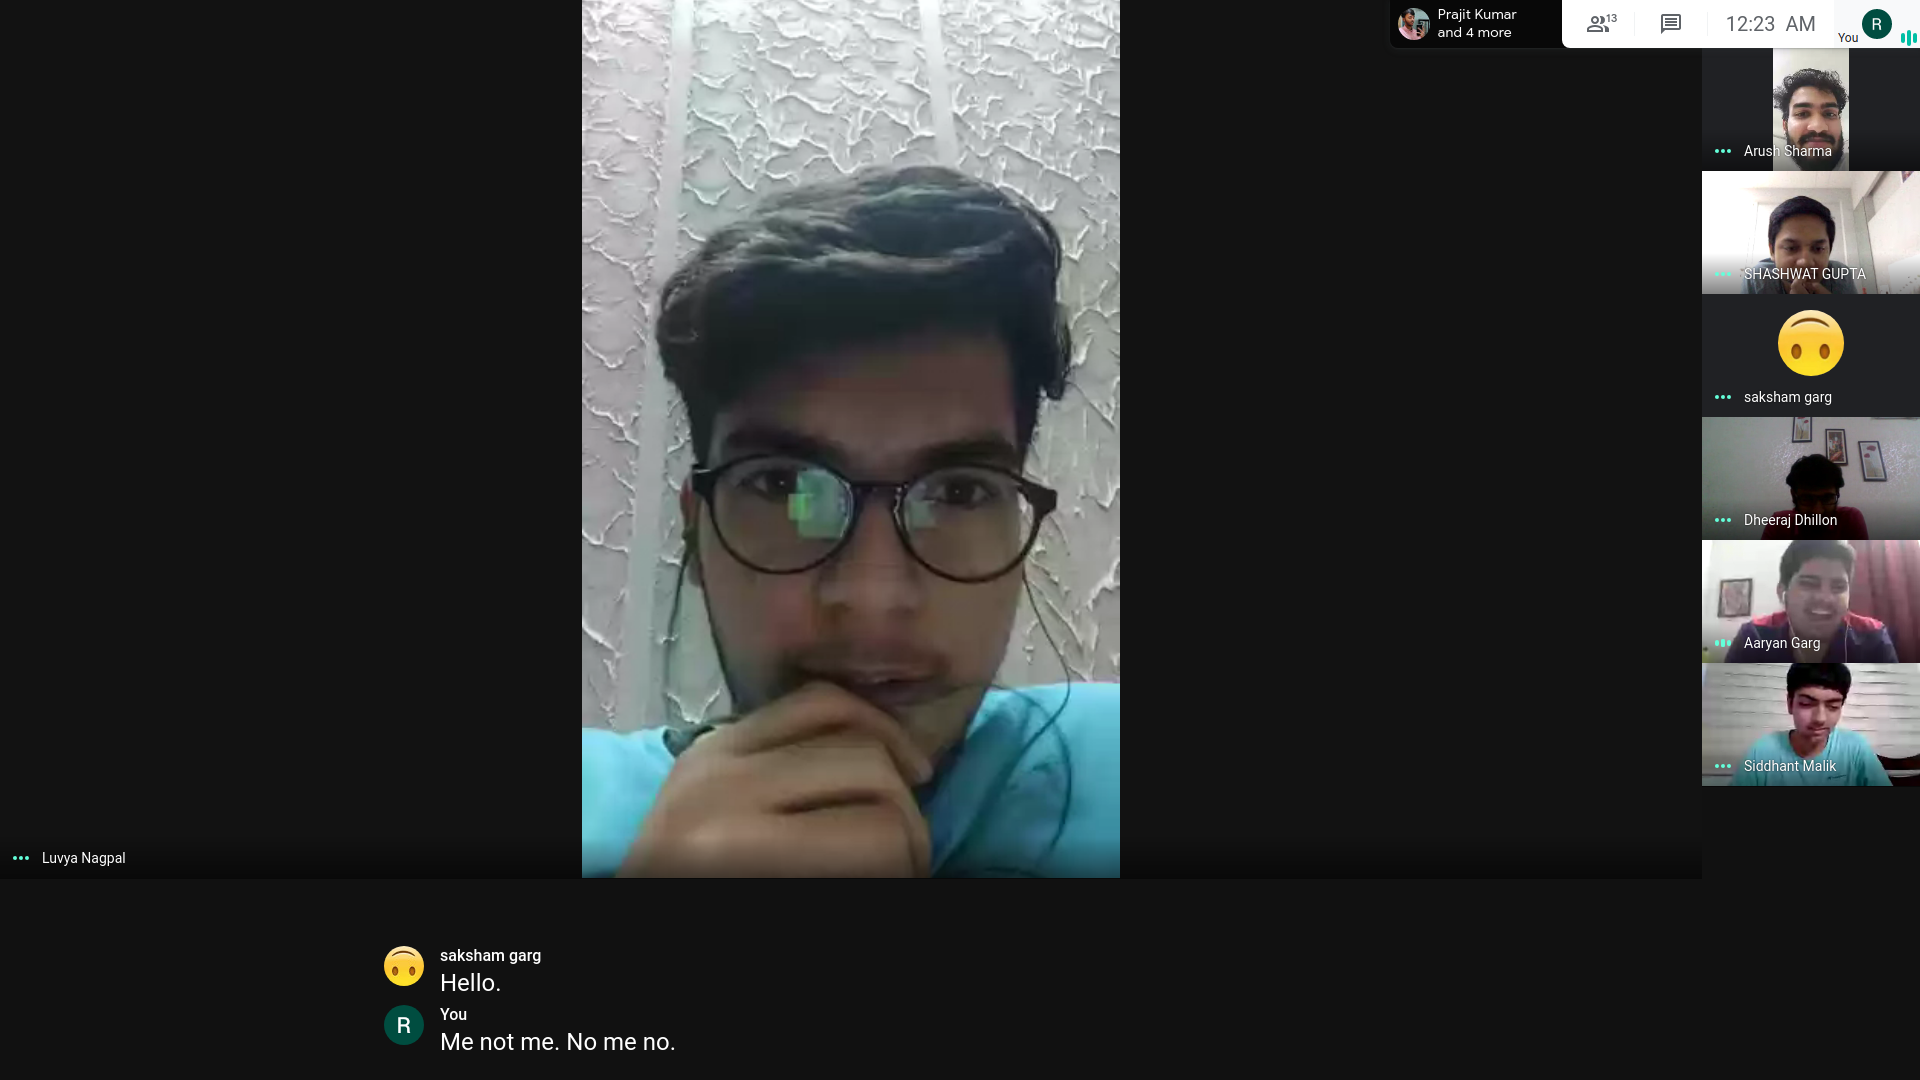 Prajit Kumar
and 4 more
13
12:23 AM
You
R
Arush Sharma
SHASHWAT GUPTA
saksham garg
Dheeraj Dhillon
Aaryan Garg
Siddhant Malik
Luvya Nagpal
saksham garg
Hello.
R
You
Me not me. No me no.